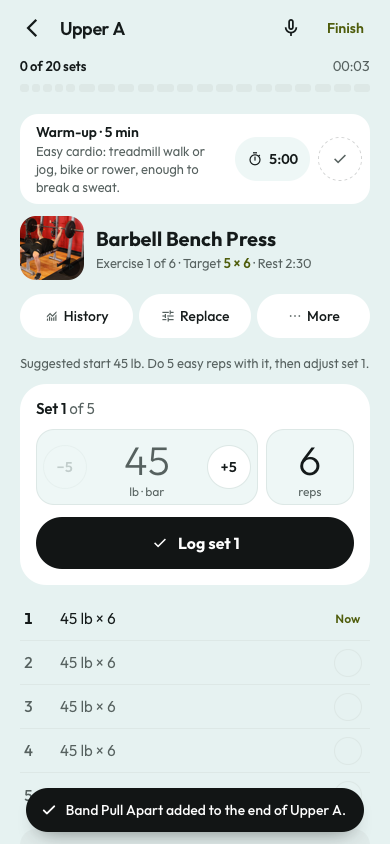 Upper A
Finish
0 of 20 sets
00:03
Warm-up · 5 min
Easy cardio: treadmill walk or
jog, bike or rower, enough to
break a sweat.
5:00
Barbell Bench Press
Exercise 1 of 6 · Target 5 × 6 · Rest 2:30
History
Replace
More
Suggested start 45 lb. Do 5 easy reps with it, then adjust set 1.
Set 1 of 5
−5
45
+5
lb · bar
6
reps
Log set 1
1 45 lb × 6 Now
2 45 lb × 6
3 45 lb × 6
4 45 lb × 6
5
Band Pull Apart added to the end of Upper A.